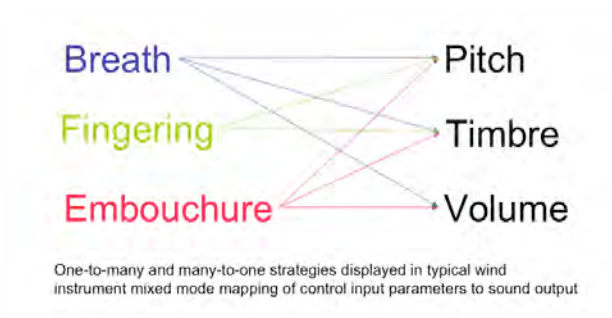 Breath Pitch
Fingering Timbre
Embouchure Volume
One-to-many and many-to-one strategies displayed in typical wind
instrument mixed mode mapping of control input parameters to sound output